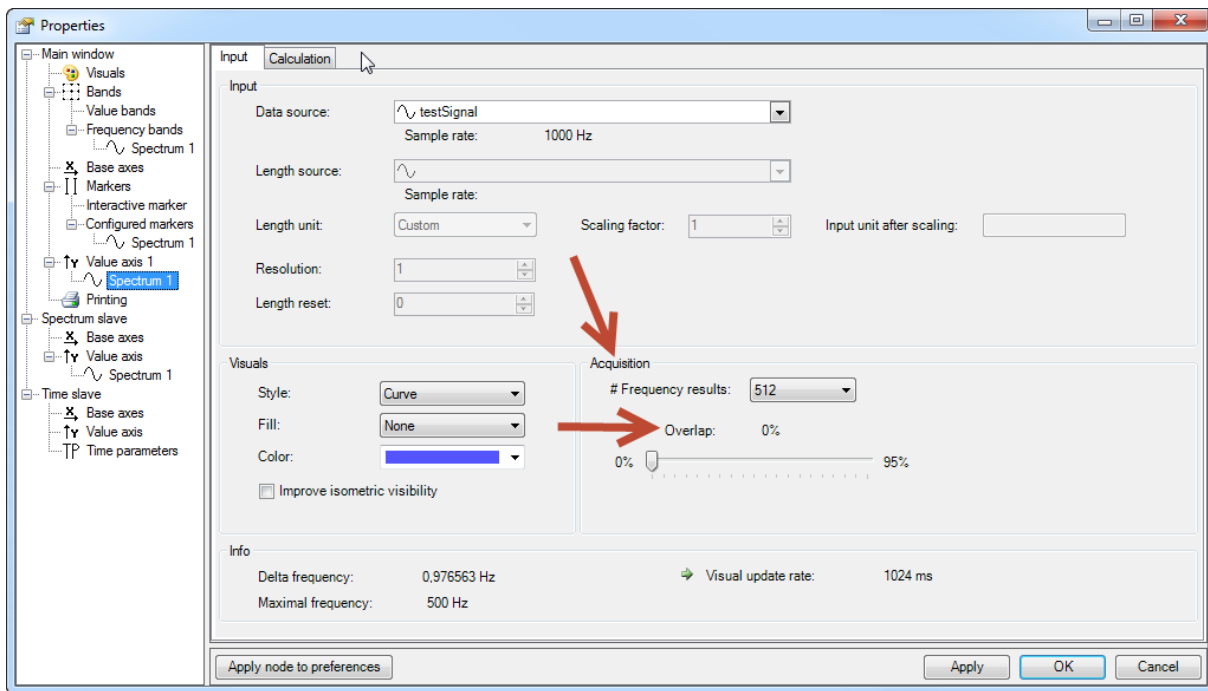 Properties
Main window
Visuals
Bands
Value bands
Frequency bands
Spectrum 1
X Base axes
Markers
Interactive marker
Configured markers
Spectrum 1
Y Value axis 1
Spectrum 1
Printing
Spectrum slave
X Base axes
Y Value axis
Spectrum 1
Time slave
X Base axes
Y Value axis
TP Time parameters
Input Calculation
Input
Data source: testSignal
Sample rate: 1000 Hz
Length source:
Sample rate:
Length unit: Custom Scaling factor: 1 Input unit after scaling:
Resolution: 1
Length reset: 0
Visuals
Style: Curve
Fill: None
Color:
Improve isometric visibility
Acquisition
# Frequency results: 512
Overlap: 0%
0% 95%
Info
Delta frequency: 0,976563 Hz Visual update rate: 1024 ms
Maximal frequency: 500 Hz
Apply node to preferences Apply OK Cancel